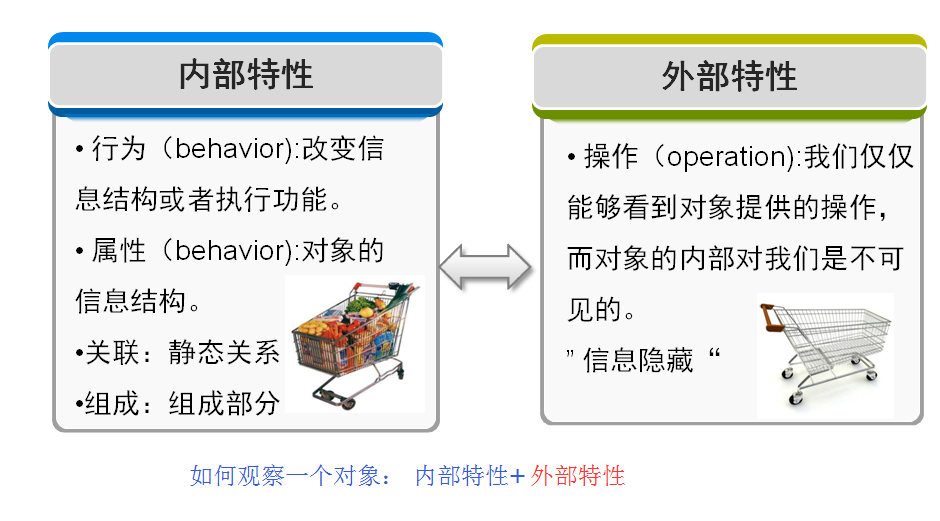 内部特性
• 行为（behavior):改变信
息结构或者执行功能。
• 属性（behavior):对象的
信息结构。
•关联：静态关系
•组成：组成部分
外部特性
• 操作（operation):我们仅仅
能够看到对象提供的操作，
而对象的内部对我们是不可
见的。
” 信息隐藏 “
如何观察一个对象： 内部特性+ 外部特性